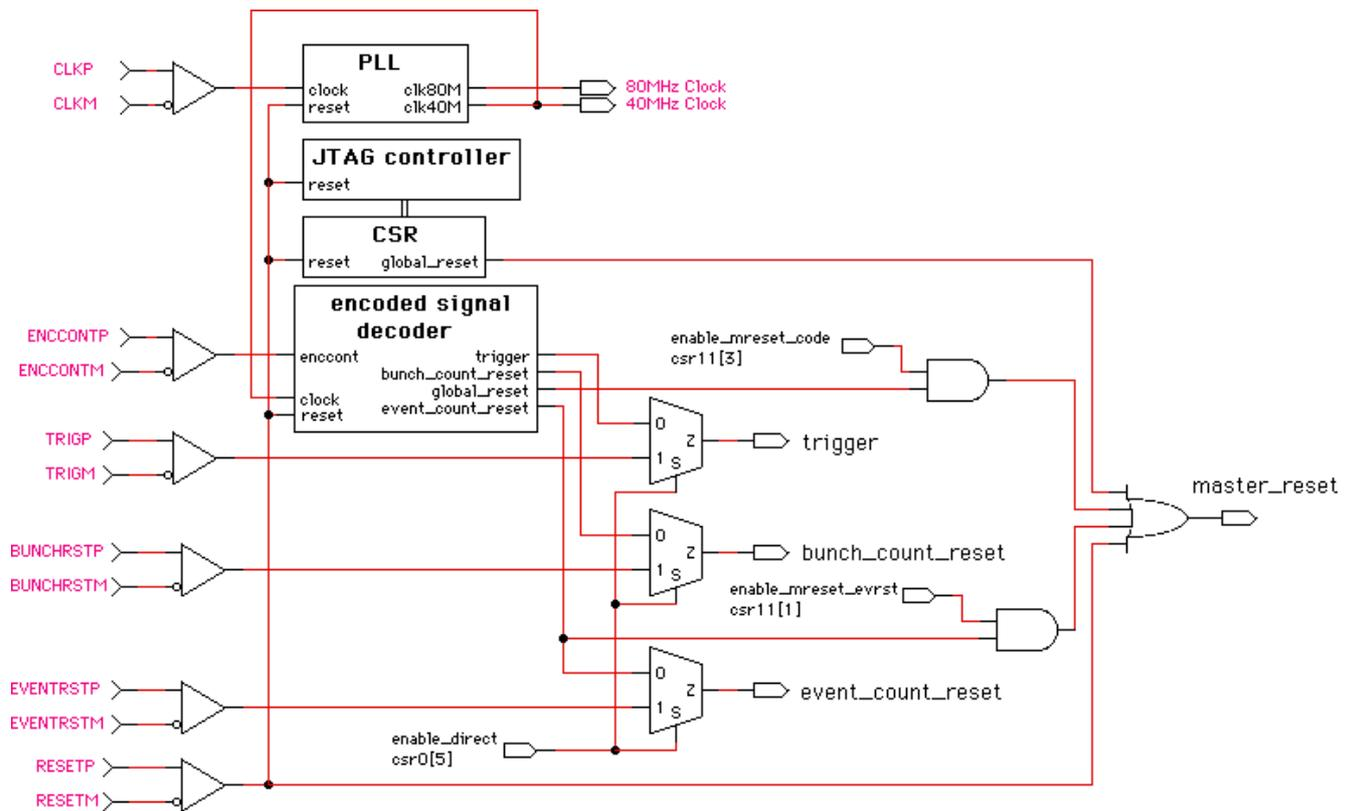 PLL
CLKP
CLKM
clock
reset
clk80M
clk40M
80MHz Clock
40MHz Clock
JTAG controller
reset
CSR
reset
global_reset
encoded signal
decoder
ENCCONTP
ENCCONTM
enccont
trigger
bunch_count_reset
global_reset
event_count_reset
clock
reset
enable_mreset_code
csr11[3]
TRIGP
TRIGM
0
1
S
Z
trigger
master_reset
BUNCHRSTP
BUNCHRSTM
0
1
S
Z
bunch_count_reset
enable_mreset_evrst
csr11[1]
EVENTRSTP
EVENTRSTM
0
1
S
Z
event_count_reset
enable_direct
csr0[5]
RESETP
RESETM